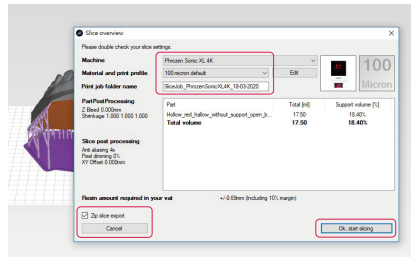 Slice overview
Please double check your slice settings.
Machine
Phrozen Sonic XL 4K
Material and print profile
100 micron default
Edit
Print job folder name
SliceJob_PhrozenSonicXL4K_18-03-2020
100
Micron
Part Post Processing
Z Bleed 0.000mm
Shrinkage 1.000 1.000 1.000
Slice post processing
Anti aliasing 4x
Pixel dimming 0%
XY Offset 0.000mm
Part Total [ml] Support volume [%]
Hollow_red_hallow_without_support_open_b... 17.50 18.40%
Total volume 17.50 18.40%
Resin amount required in your vat
+/-0.69mm (including 10% margin)
Zip slice export
Cancel
Ok, start slicing